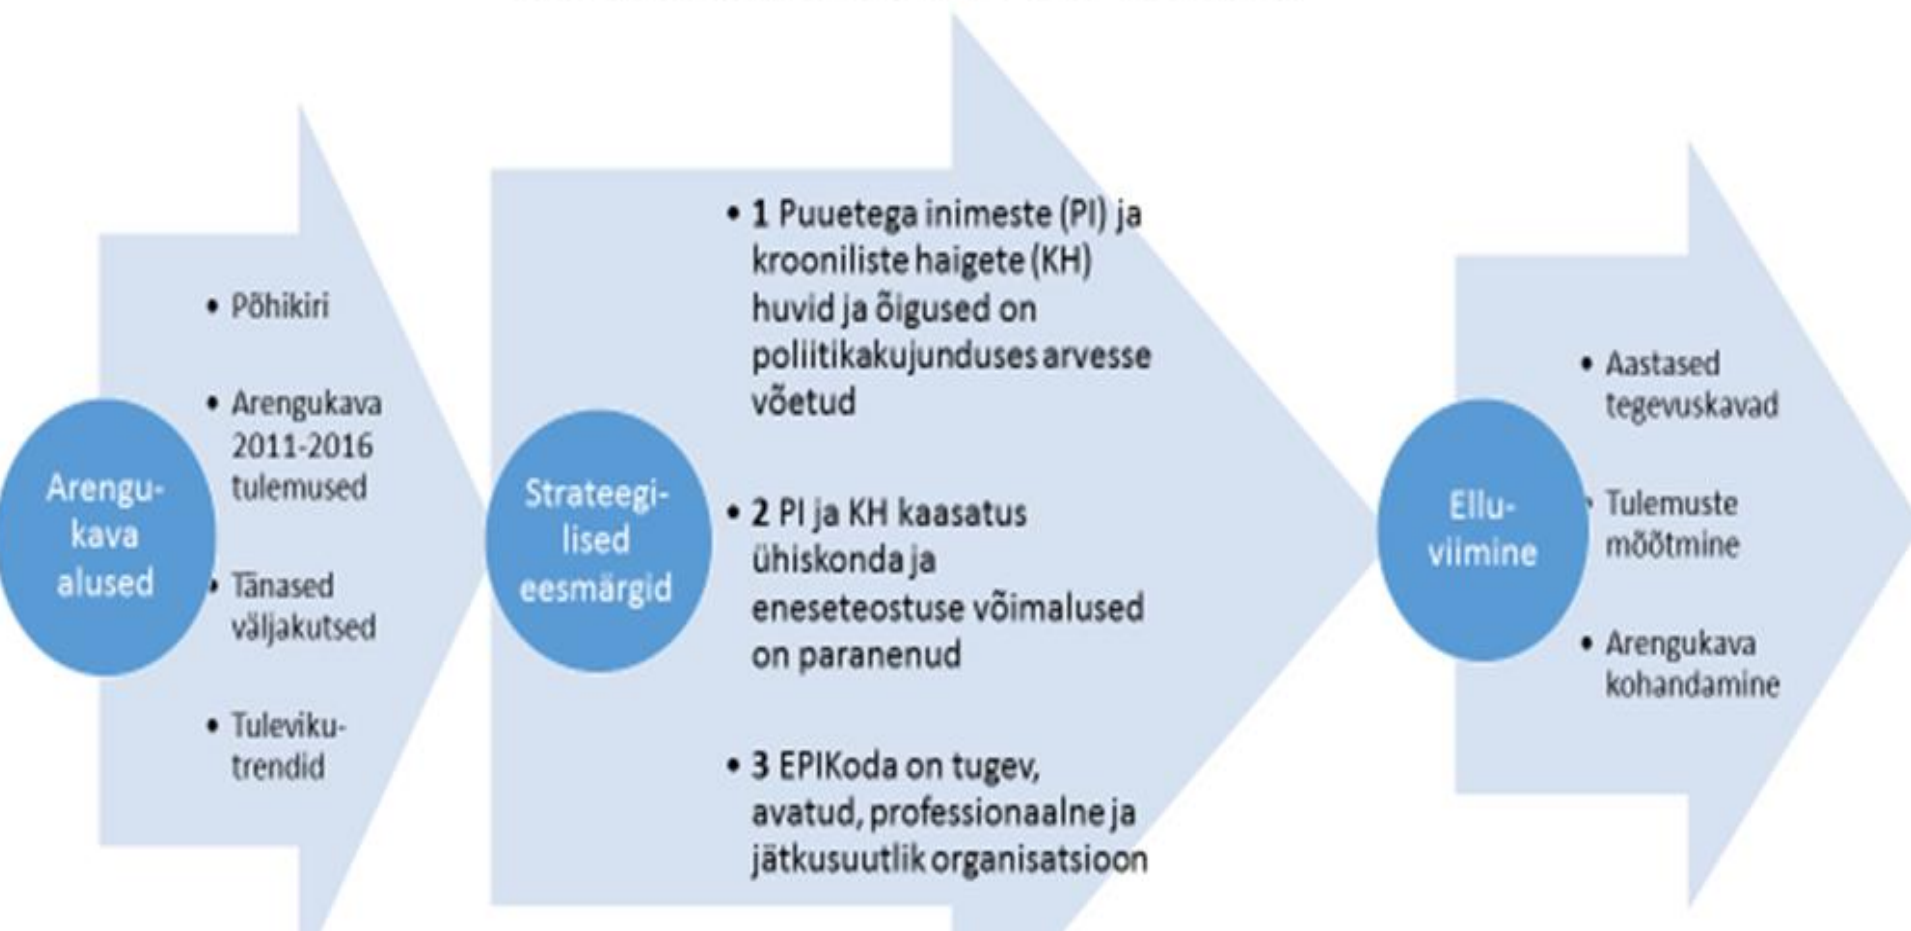 Arengu-
kava
alused
• Põhikiri
• Arengukava
2011-2016
tulemused
• Tänased
väljakutsed
• Tuleviku-
trendid
Strateegi-
lised
eesmärgid
• 1 Puuetega inimeste (PI) ja
krooniliste haigete (KH)
huvid ja õigused on
poliitikakujunduses arvesse
võetud
• 2 PI ja KH kaasatus
ühiskonda ja
eneseteostuse võimalused
on paranenud
• 3 EPIKoda on tugev,
avatud, professionaalne ja
jätkusuutlik organisatsioon
Ellu-
viimine
• Aastased
tegevuskavad
• Tulemuste
mõõtmine
• Arengukava
kohandamine